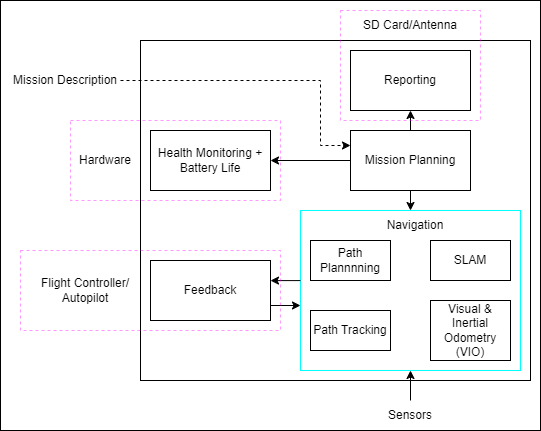 SD Card/Antenna
Reporting
Mission Description
Hardware
Health Monitoring +
Battery Life
Mission Planning
Navigation
Path
Plannnning
SLAM
Flight Controller/
Autopilot
Feedback
Path Tracking
Visual &
Inertial
Odometry
(VIO)
Sensors